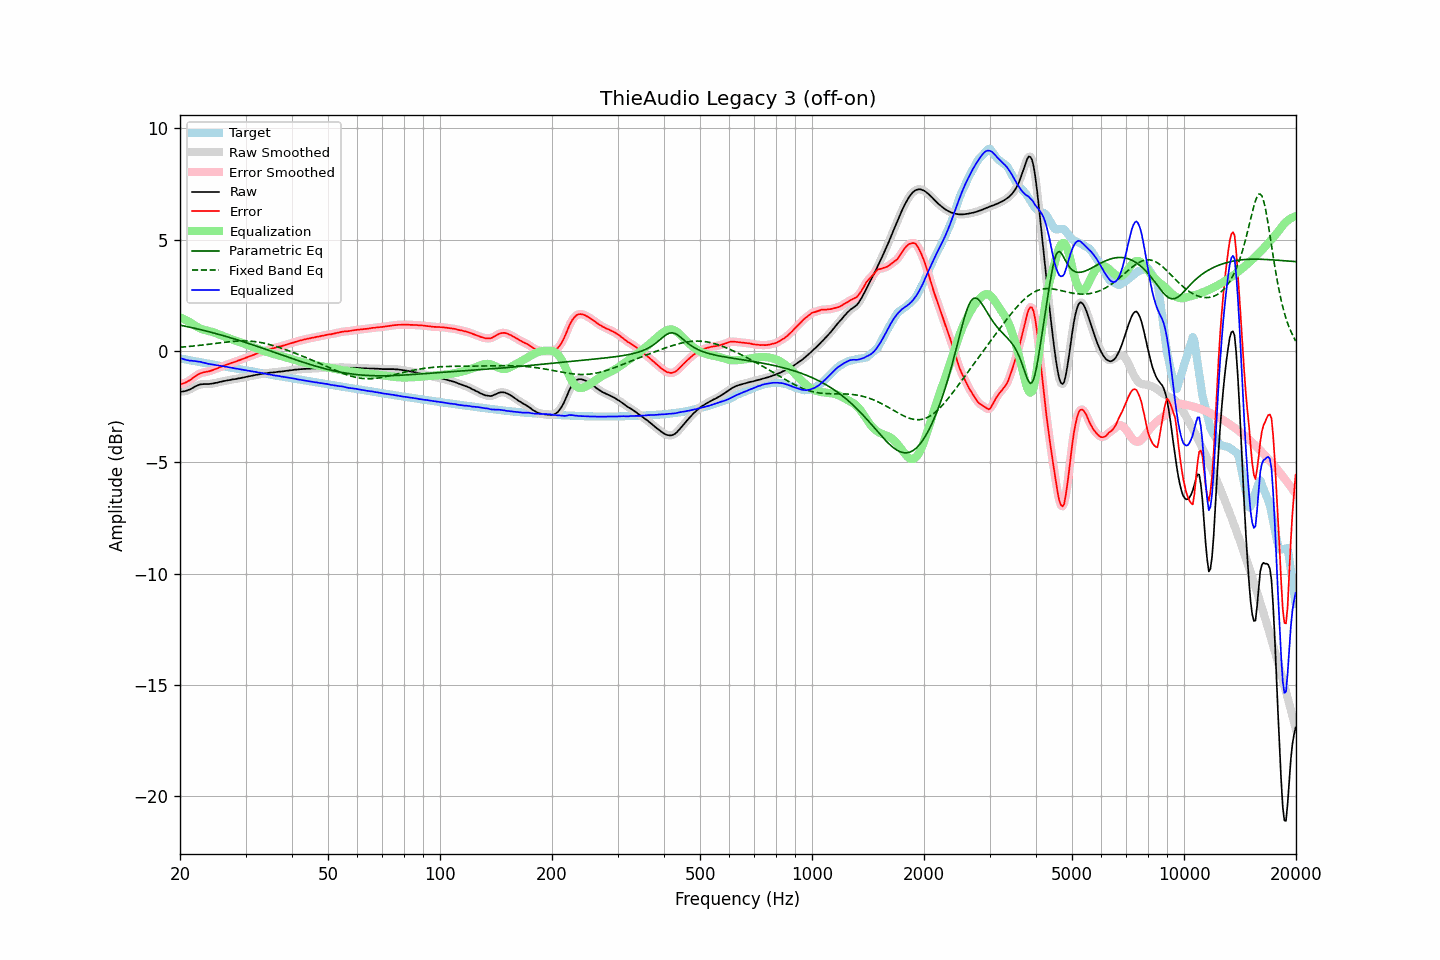 ThieAudio Legacy 3 (off-on)
Target
Raw Smoothed
Error Smoothed
Raw
Error
Equalization
Parametric Eq
Fixed Band Eq
Equalized
Amplitude (dBr)
10
5
0
−5
−10
−15
−20
20
50
100
200
500
1000
2000
5000
10000
20000
Frequency (Hz)